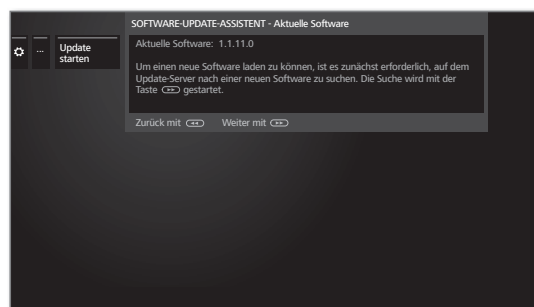 SOFTWARE-UPDATE-ASSISTENT - Aktuelle Software
... Update
starten
Aktuelle Software: 1.1.11.0
Um einen neue Software laden zu können, ist es zunächst erforderlich, auf dem
Update-Server nach einer neuen Software zu suchen. Die Suche wird mit der
Taste gestartet.
Zurück mit Weiter mit